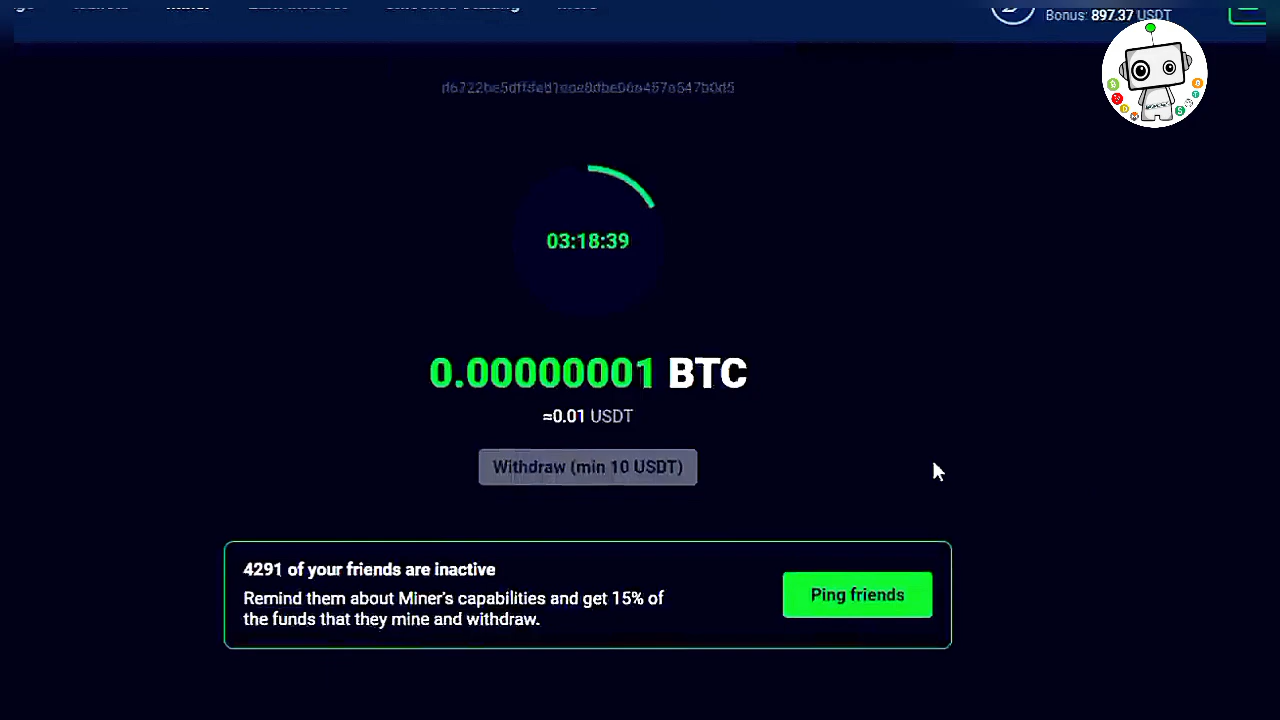 Bonus: 897.37 USDT
03:18:39
0.00000001 BTC
≈0.01 USDT
Withdraw (min 10 USDT)
4291 of your friends are inactive
Remind them about Miner's capabilities and get 15% of
the funds that they mine and withdraw.
Ping friends